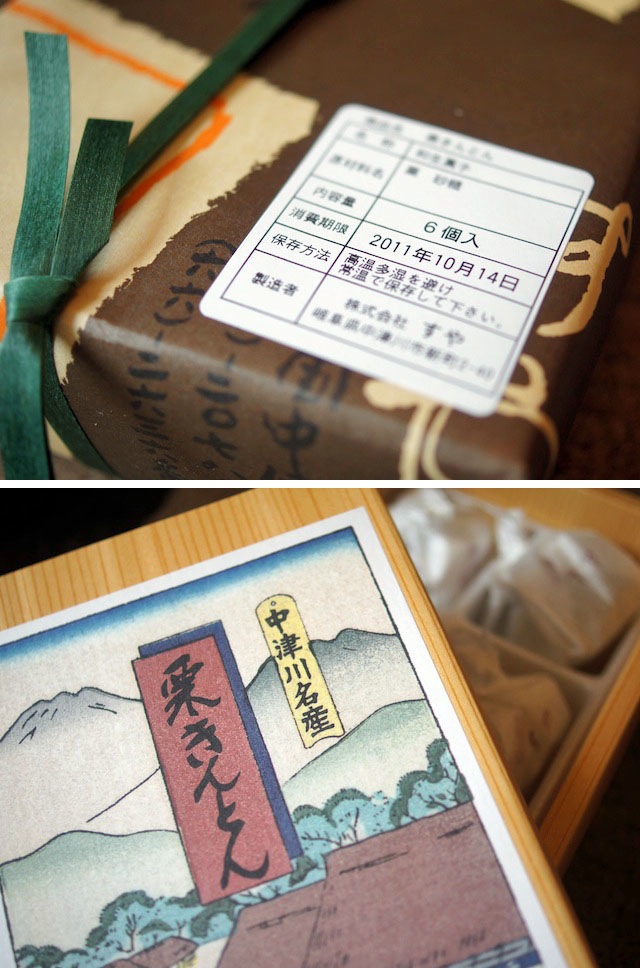 商品名 栗きんとん
名 称 和生菓子
原材料名 栗 砂糖
内容量 6個入
消費期限 2011年10月14日
保存方法 高温多湿を避け
常温で保存して下さい。
製造者 株式会社 すや
岐阜県中津川市新町2-40
中津川名産
栗きんとん